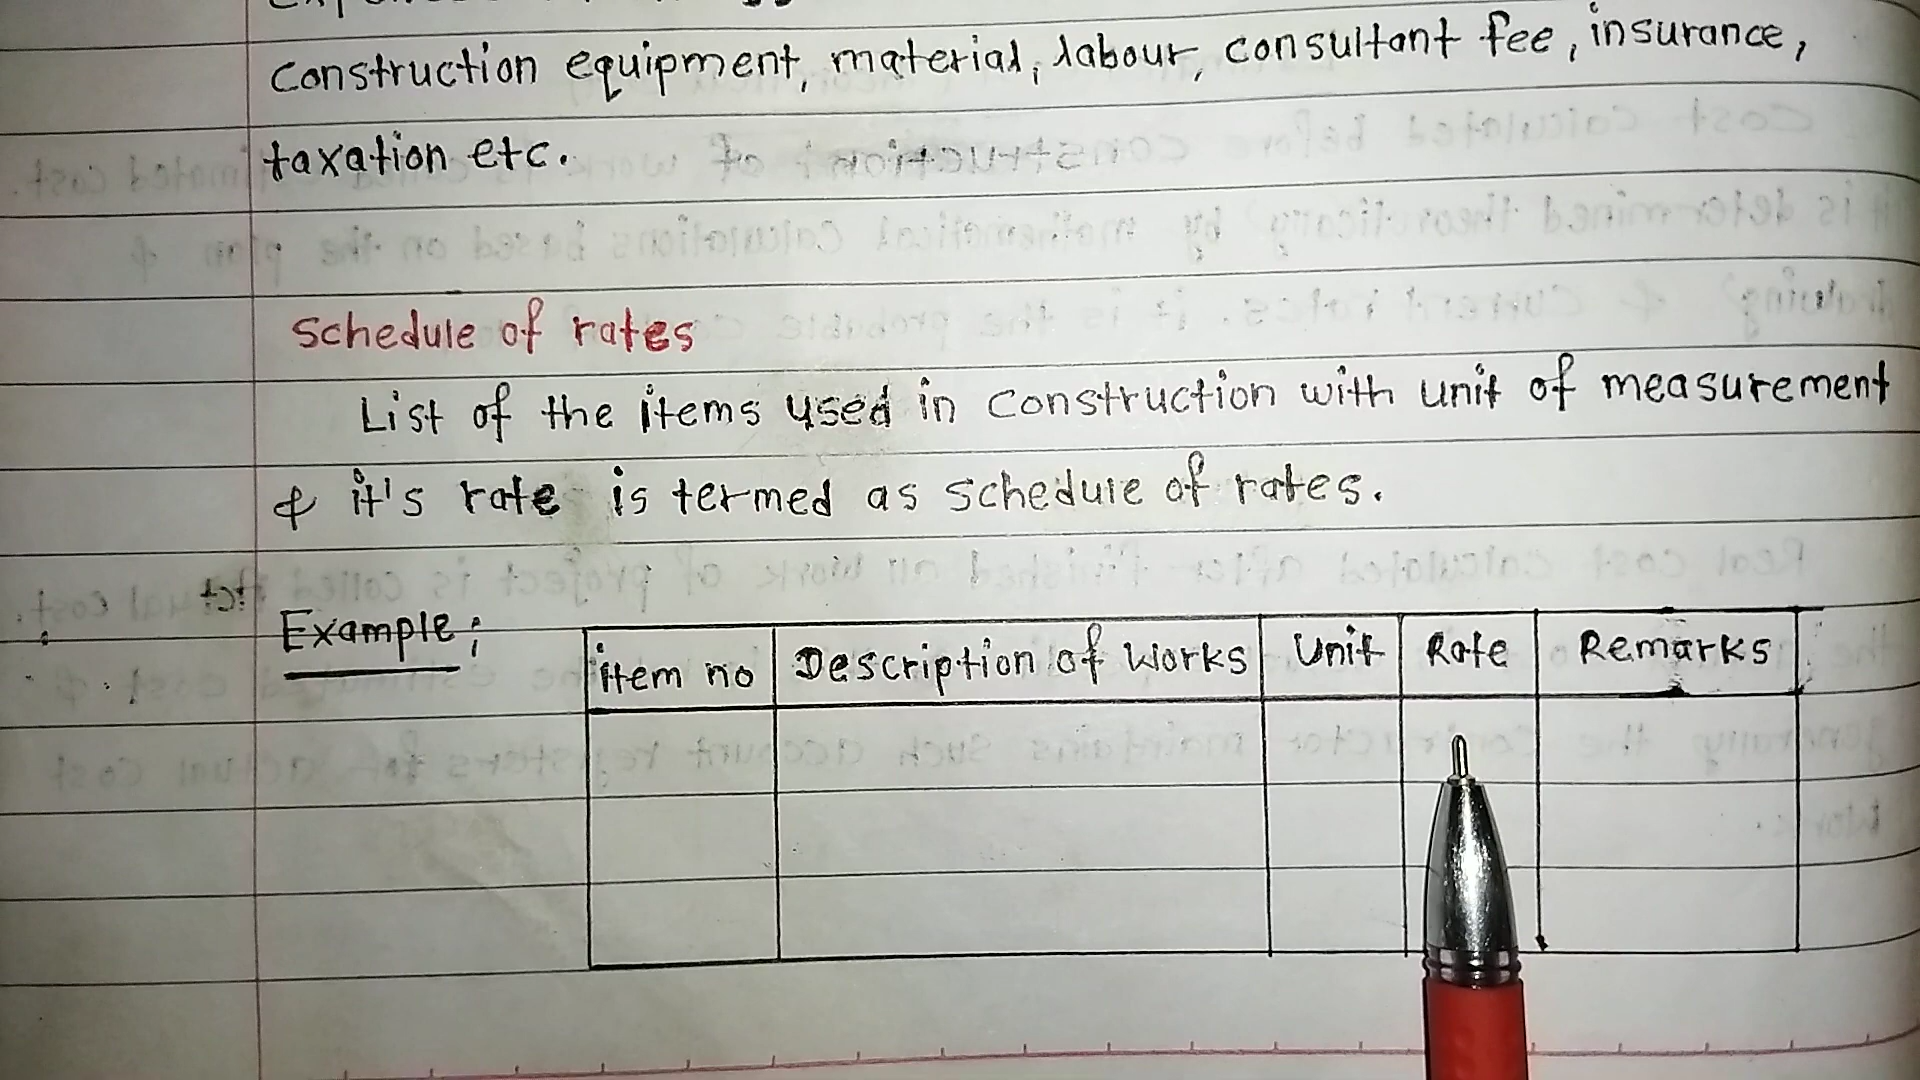 construction equipment, material, labour, consultant fee, insurance,
taxation etc.
Schedule of rates
List of the items used in construction with unit of measurement
& it's rate is termed as schedule of rates.
Example:
item no Description of Works Unit Rate Remarks